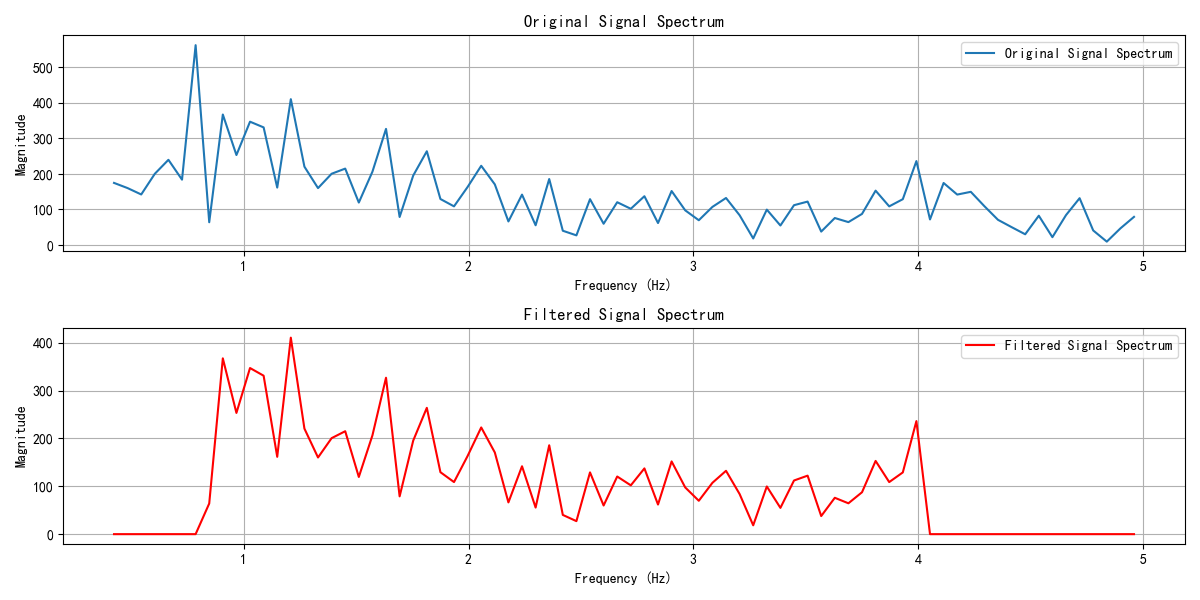 Original Signal Spectrum
Original Signal Spectrum
500
400
300
200
100
0
Magnitude
1 2 3 4 5
Frequency (Hz)
Filtered Signal Spectrum
Filtered Signal Spectrum
400
300
200
100
0
Magnitude
1 2 3 4 5
Frequency (Hz)